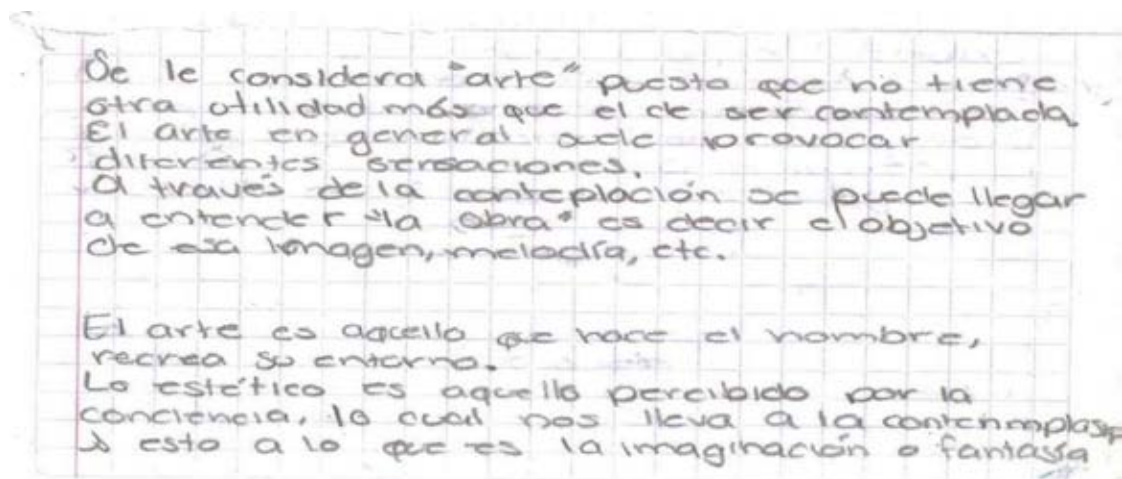 Se le considera "arte" puesto que no tiene
otra utilidad más que el de ser contemplada
El arte en general suele provocar
diferentes sensaciones.
a través de la conteplación se puede llegar
a entender "la obra" es decir el objetivo
de esa imagen, melodía, etc.
El arte es aquello que hace el hombre,
recrea su entorno.
Lo estético es aquello percibido por la
conciencia, lo cual nos lleva a la
y esto a lo que es la imaginación o fantasía